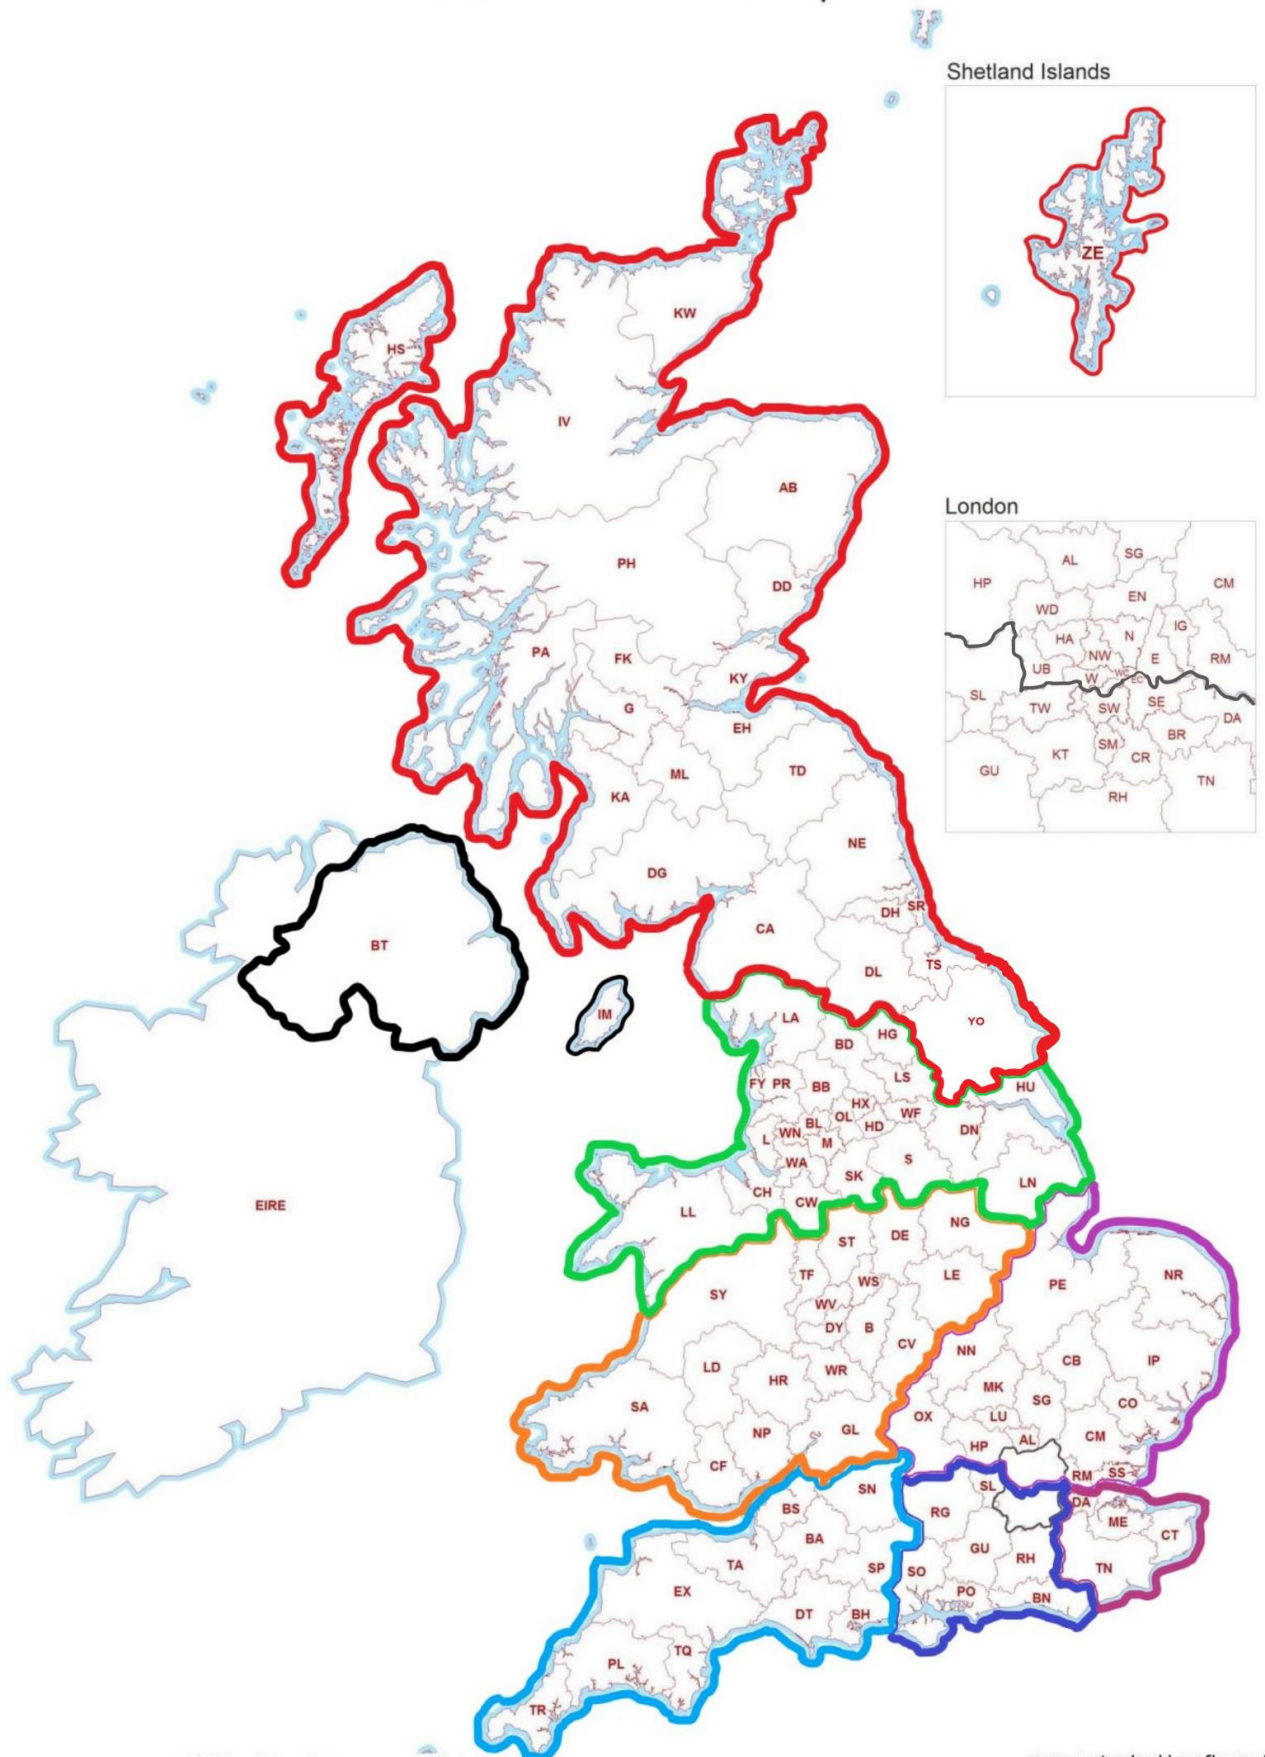 Shetland Islands
ZE
KW
HS
IV
AB
PH
DD
PA
FK
KY
G
EH
ML
TD
KA
NE
DG
SR
DH
CA
TS
DL
BT
IM
YO
LA
HG
BD
LS
FY PR
BB
HU
HX
OL
WF
BL
HD
DN
L
WN
M
WA
S
SK
LN
CH
CW
LL
EIRE
NG
DE
ST
TF
WS
LE
PE
NR
SY
WV
DY
B
CV
NN
LD
HR
WR
CB
IP
MK
SG
CO
SA
OX
LU
NP
GL
HP
AL
CM
CF
RM
SS
SN
SL
DA
BS
RG
ME
BA
CT
GU
RH
TA
SP
SO
TN
EX
PO
BN
DT
BH
TQ
PL
TR
London
AL
SG
HP
CM
EN
WD
IG
HA
N
NW
E
RM
UB
W
WC
EC
SL
TW
SW
SE
DA
BR
SM
KT
CR
GU
TN
RH